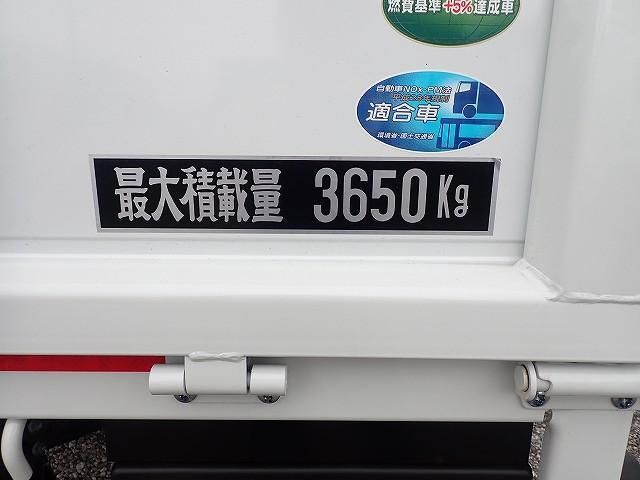 燃費基準+5%達成車
自動車NOx・PM法
適合車
環境省・国土交通省
最大積載量 3650Kg